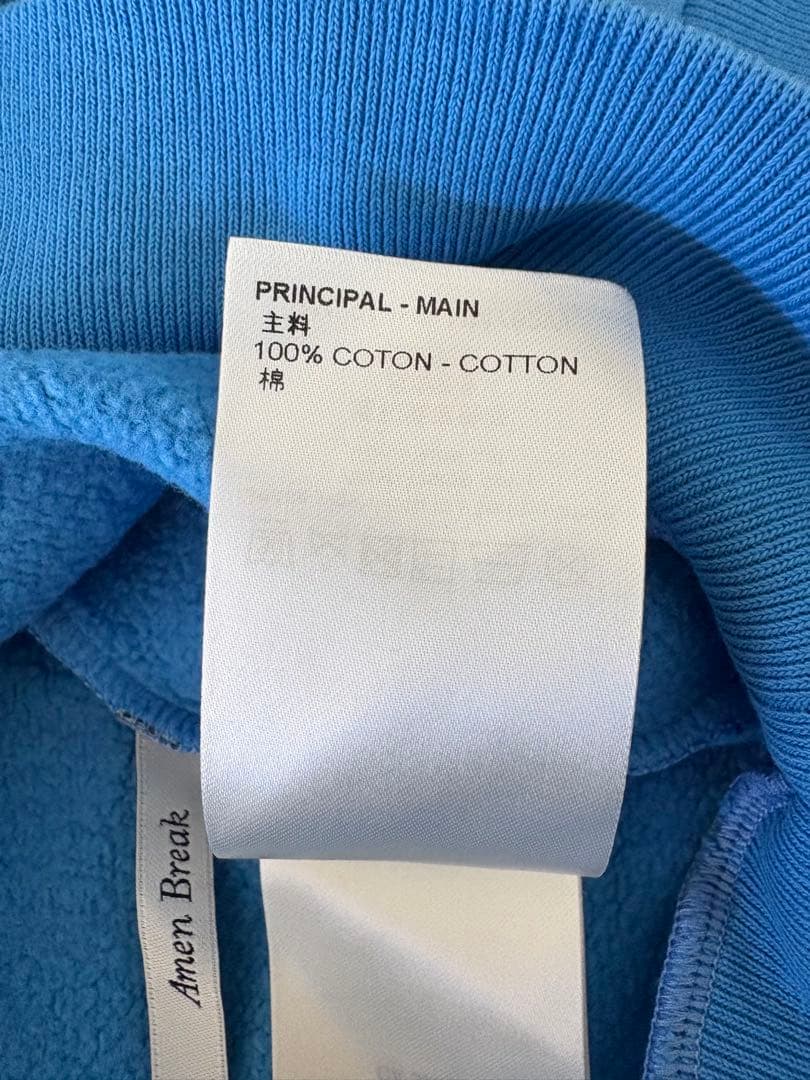 PRINCIPAL - MAIN
主料
100% COTON - COTTON
棉
Amen Break